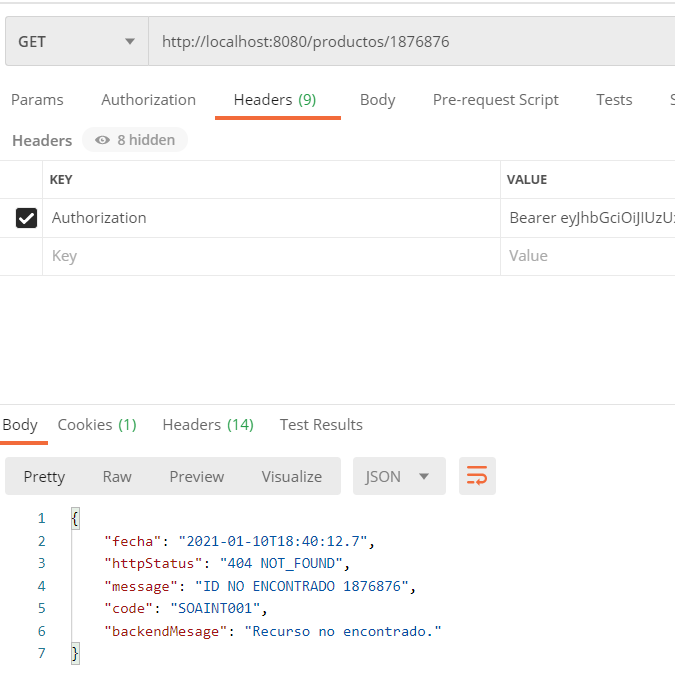 GET http://localhost:8080/productos/1876876
Params Authorization Headers (9) Body Pre-request Script Tests
Headers 8 hidden
KEY VALUE
Authorization Bearer eyJhbGciOiJIUzU
Key Value
Body Cookies (1) Headers (14) Test Results
Pretty Raw Preview Visualize JSON
1 {
2 "fecha": "2021-01-10T18:40:12.7",
3 "httpStatus": "404 NOT_FOUND",
4 "message": "ID NO ENCONTRADO 1876876",
5 "code": "SOAINT001",
6 "backendMesage": "Recurso no encontrado."
7 }